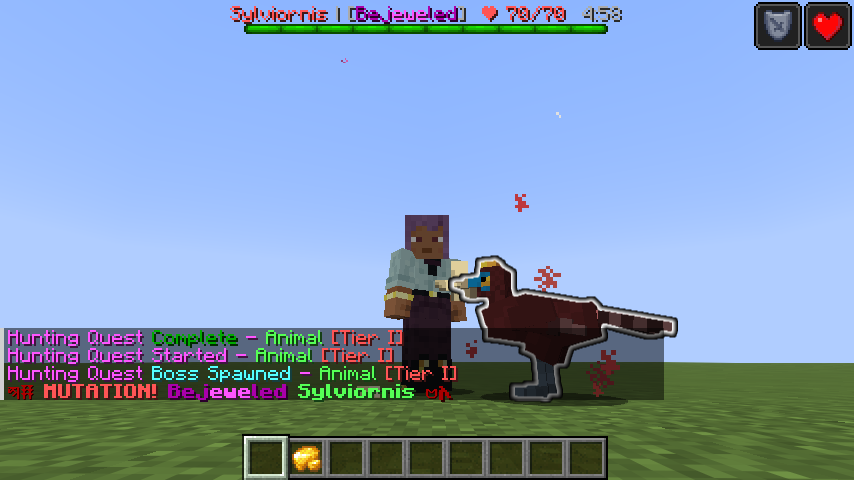 Sylviornis | [Bejeweled] ❤ 70/70 4:58
Hunting Quest Complete – Animal [Tier I]
Hunting Quest Started – Animal [Tier I]
Hunting Quest Boss Spawned – Animal [Tier I]
MUTATION! Bejeweled Sylviornis